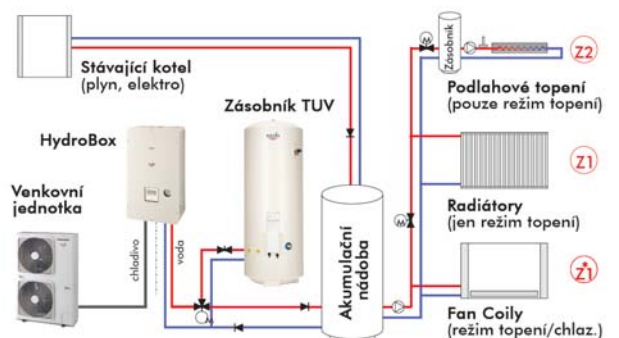 Stávající kotel
(plyn, elektro)
Zásobník
Z2
Podlahové topení
(pouze režim topení)
Zásobník TUV
HydroBox
Z1
Venkovní
jednotka
Radiátory
(jen režim topení)
chladivo
voda
Akumulační
nádoba
M
M
M
Z1*
Fan Coily
(režim topení/chlaz.)